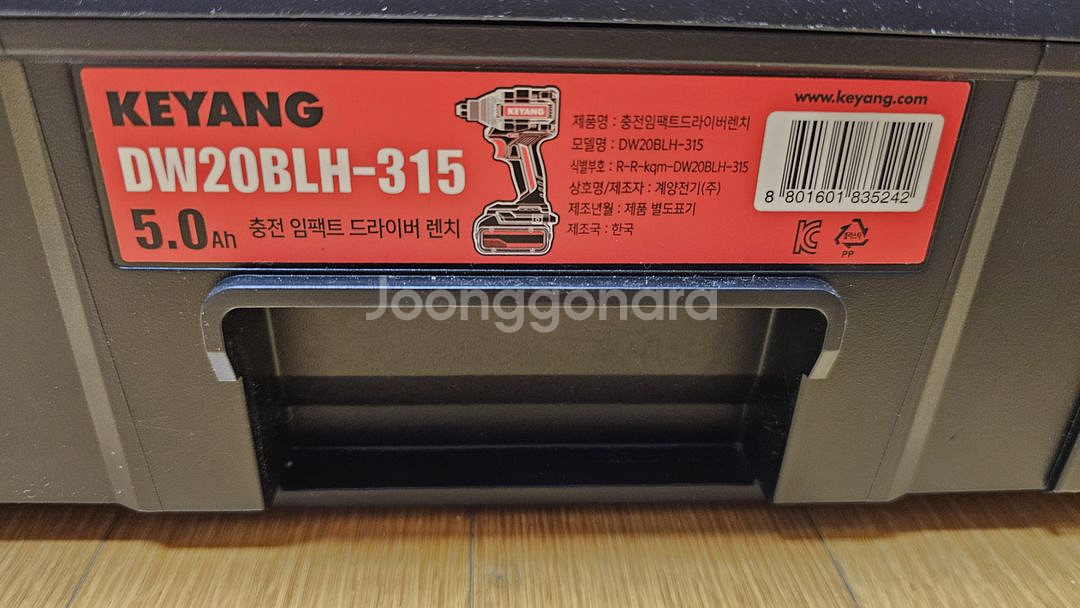 KEYANG
DW20BLH-315
5.0Ah 충전 임팩트 드라이버 렌치
KEYANG
제품명 : 충전임팩트드라이버렌치
모델명 : DW20BLH-315
식별부호 : R-R-kqm-DW20BLH-315
상호명/제조자 : 계양전기(주)
제조년월 : 제품 별도표기
제조국 : 한국
www.keyang.com
8 801601 835242
플라스틱
PP
Joonggonara